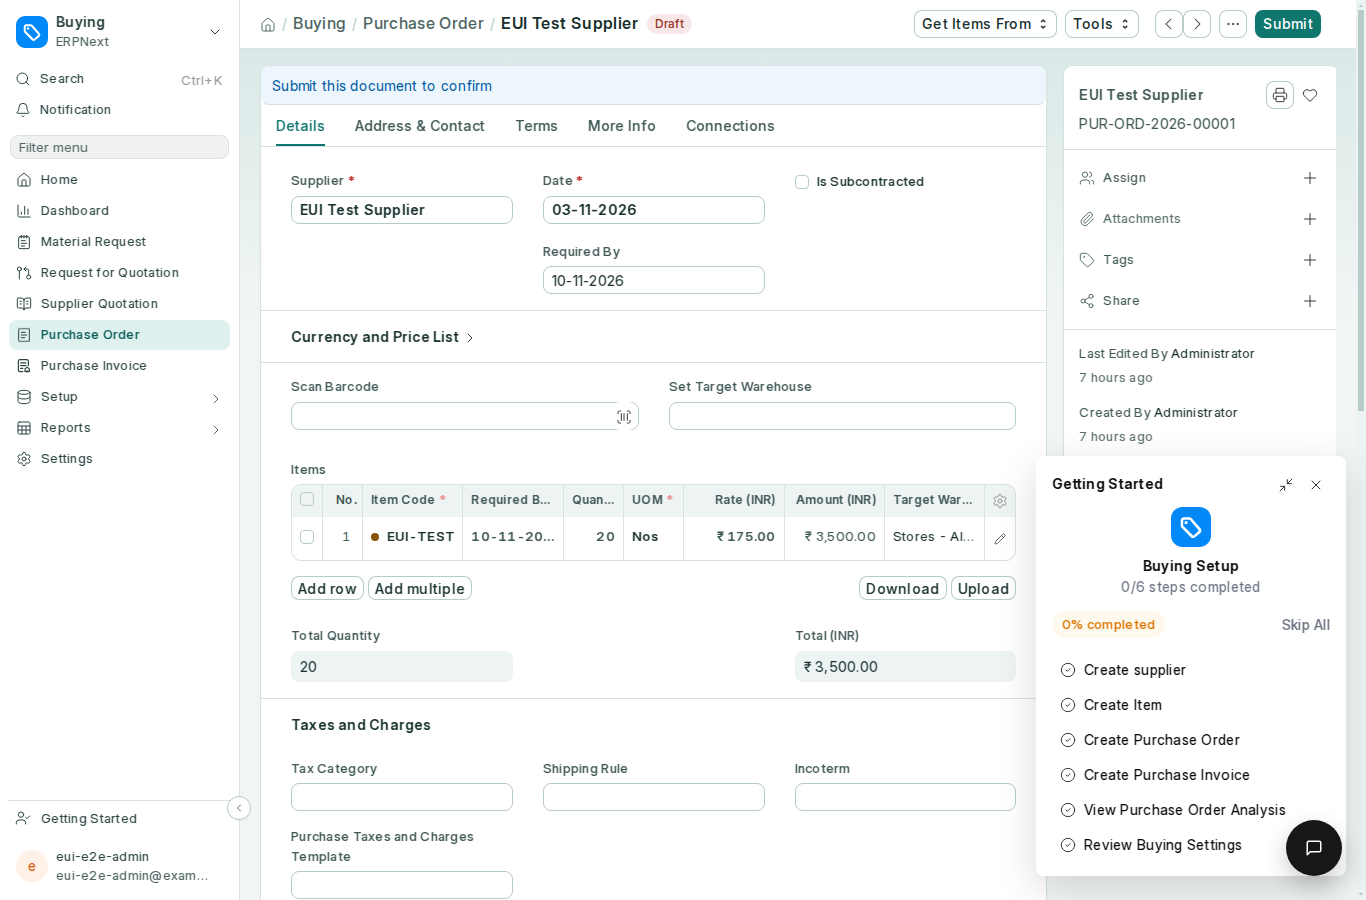 Buying
ERPNext
Search Ctrl+K
Notification
Filter menu
Home
Dashboard
Material Request
Request for Quotation
Supplier Quotation
Purchase Order
Purchase Invoice
Setup
Reports
Settings
Getting Started
e
eui-e2e-admin
eui-e2e-admin@exam...
/ Buying / Purchase Order / EUI Test Supplier Draft
Get Items From Tools ... Submit
Submit this document to confirm
Details Address & Contact Terms More Info Connections
Supplier * Date * Is Subcontracted
EUI Test Supplier 03-11-2026
Required By
10-11-2026
Currency and Price List
Scan Barcode Set Target Warehouse
Items
No. Item Code * Required B... Quan... UOM * Rate (INR) Amount (INR) Target War...
1 EUI-TEST 10-11-20... 20 Nos ₹ 175.00 ₹ 3,500.00 Stores - Al...
Add row Add multiple Download Upload
Total Quantity Total (INR)
20 ₹ 3,500.00
Taxes and Charges
Tax Category Shipping Rule Incoterm
Purchase Taxes and Charges
Template
EUI Test Supplier
PUR-ORD-2026-00001
Assign
Attachments
Tags
Share
Last Edited By Administrator
7 hours ago
Created By Administrator
7 hours ago
Getting Started
Buying Setup
0/6 steps completed
0% completed Skip All
Create supplier
Create Item
Create Purchase Order
Create Purchase Invoice
View Purchase Order Analysis
Review Buying Settings